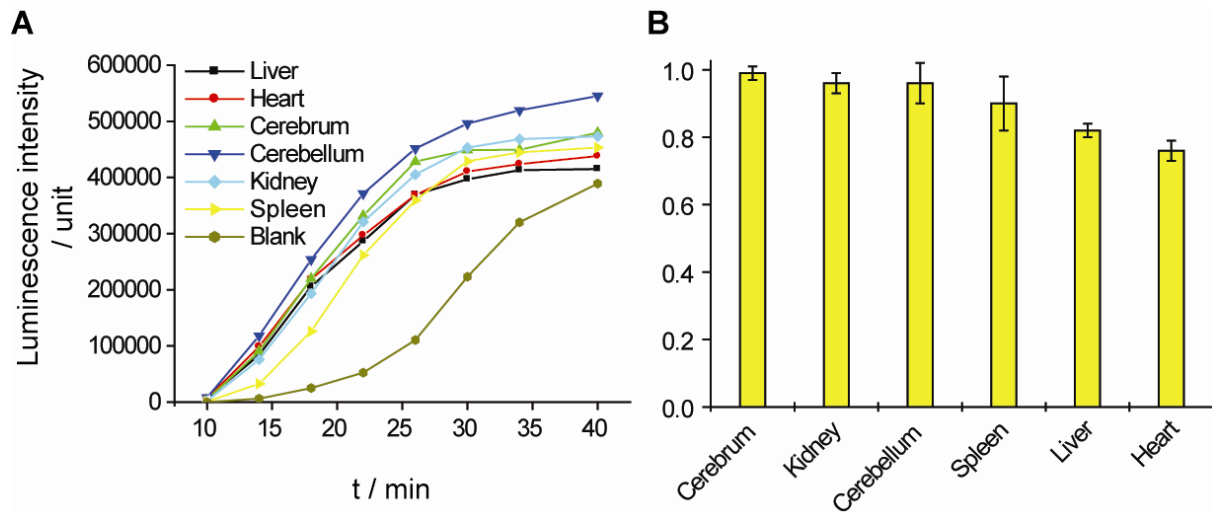 A
Luminescence intensity
/ unit
600000
500000
400000
300000
200000
100000
0
Liver
Heart
Cerebrum
Cerebellum
Kidney
Spleen
Blank
10 15 20 25 30 35 40
t / min
B
1.0
0.8
0.6
0.4
0.2
0.0
Cerebrum
Kidney
Cerebellum
Spleen
Liver
Heart